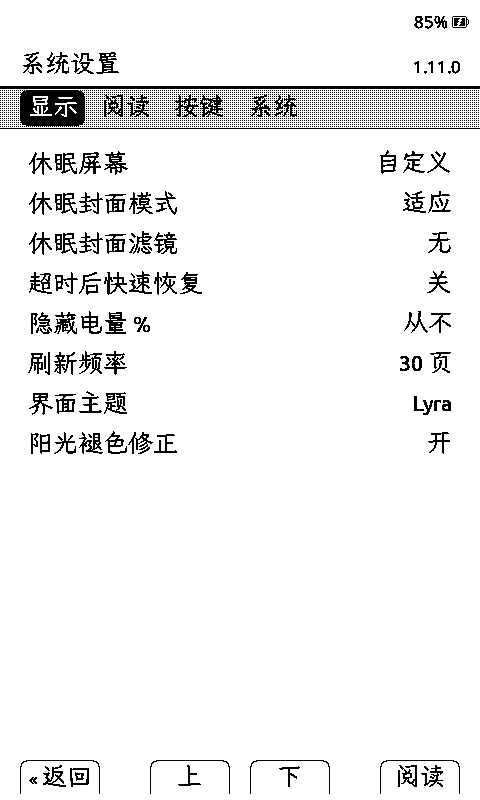 85%
系统设置 1.11.0
显示 阅读 按键 系统
休眠屏幕 自定义
休眠封面模式 适应
休眠封面滤镜 无
超时后快速恢复 关
隐藏电量 % 从不
刷新频率 30 页
界面主题 Lyra
阳光褪色修正 开
« 返回 上 下 阅读